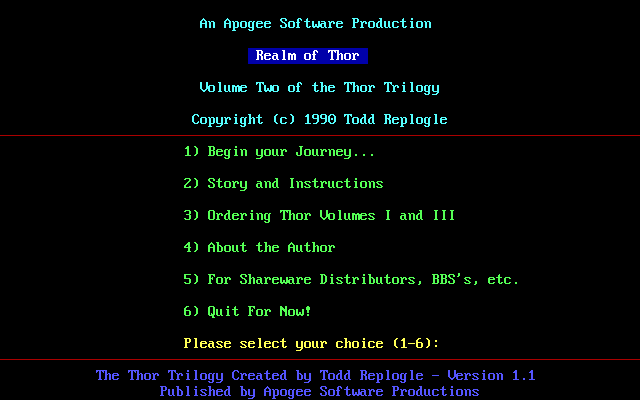 An Apogee Software Production
Realm of Thor
Volume Two of the Thor Trilogy
Copyright (c) 1990 Todd Replogle
1) Begin your Journey...
2) Story and Instructions
3) Ordering Thor Volumes I and III
4) About the Author
5) For Shareware Distributors, BBS's, etc.
6) Quit For Now!
Please select your choice (1-6):
The Thor Trilogy Created by Todd Replogle - Version 1.1
Published by Apogee Software Productions